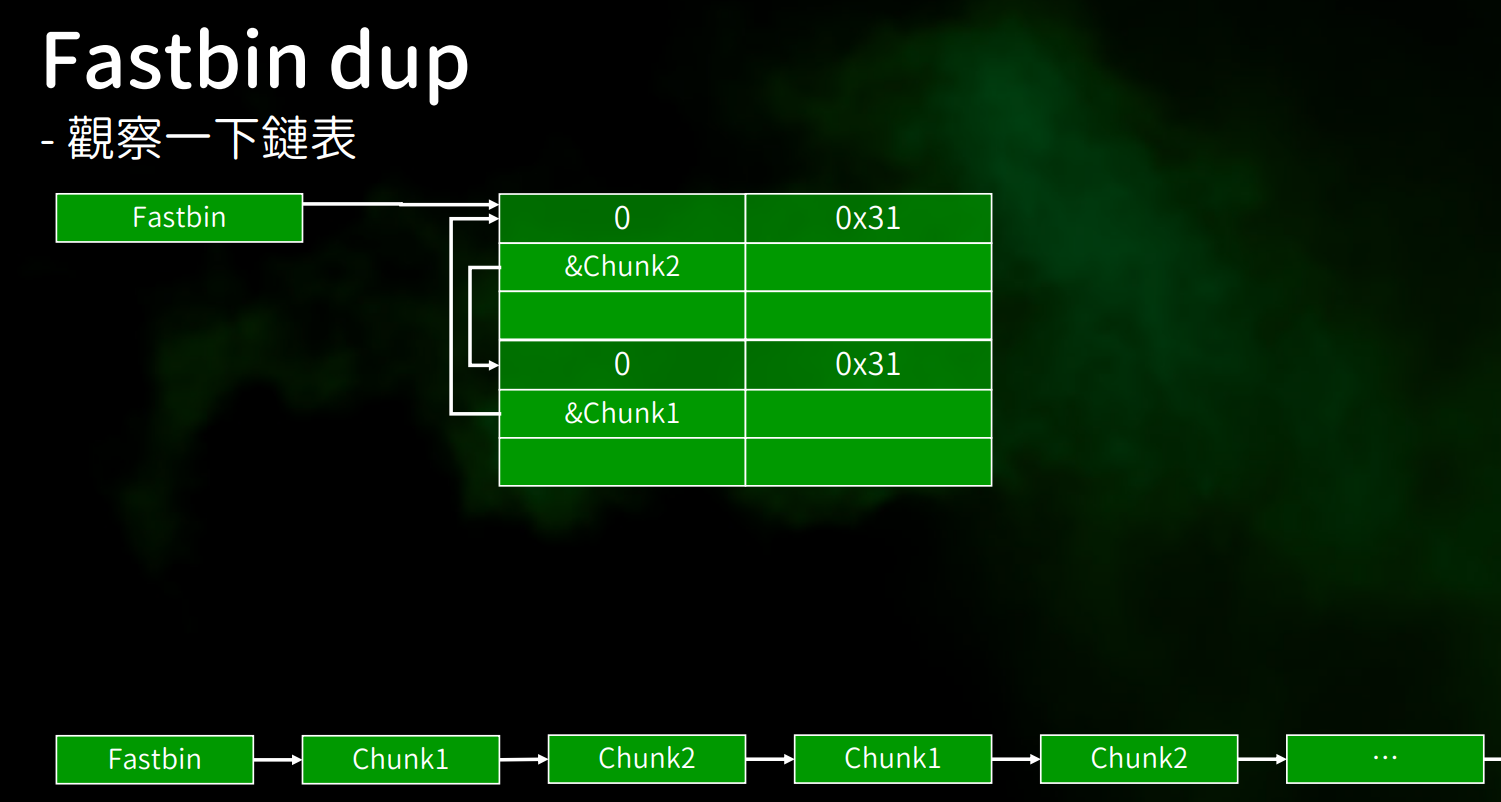 Fastbin dup
- 觀察一下鏈表
Fastbin
0 0x31
&Chunk2
0 0x31
&Chunk1
Fastbin Chunk1 Chunk2 Chunk1 Chunk2 ...